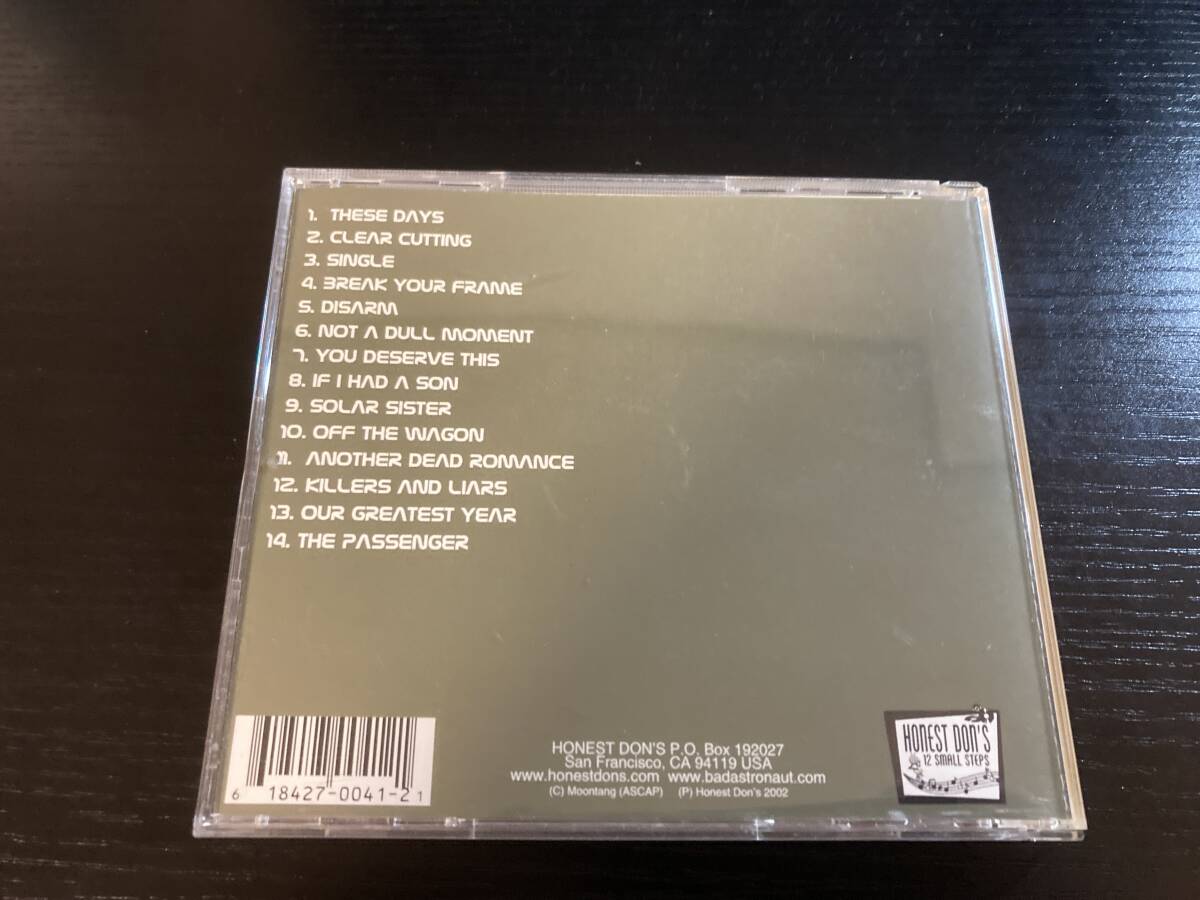 1. THESE DAYS
2. CLEAR CUTTING
3. SINGLE
4. BREAK YOUR FRAME
5. DISARM
6. NOT A DULL MOMENT
7. YOU DESERVE THIS
8. IF I HAD A SON
9. SOLAR SISTER
10. OFF THE WAGON
11. ANOTHER DEAD ROMANCE
12. KILLERS AND LIARS
13. OUR GREATEST YEAR
14. THE PASSENGER
6 18427-0041-2 1
HONEST DON'S P.O. Box 192027
San Francisco, CA 94119 USA
www.honestdons.com www.badastronaut.com
(C) Moontang (ASCAP) (P) Honest Don's 2002
HONEST DON'S
12 SMALL STEPS